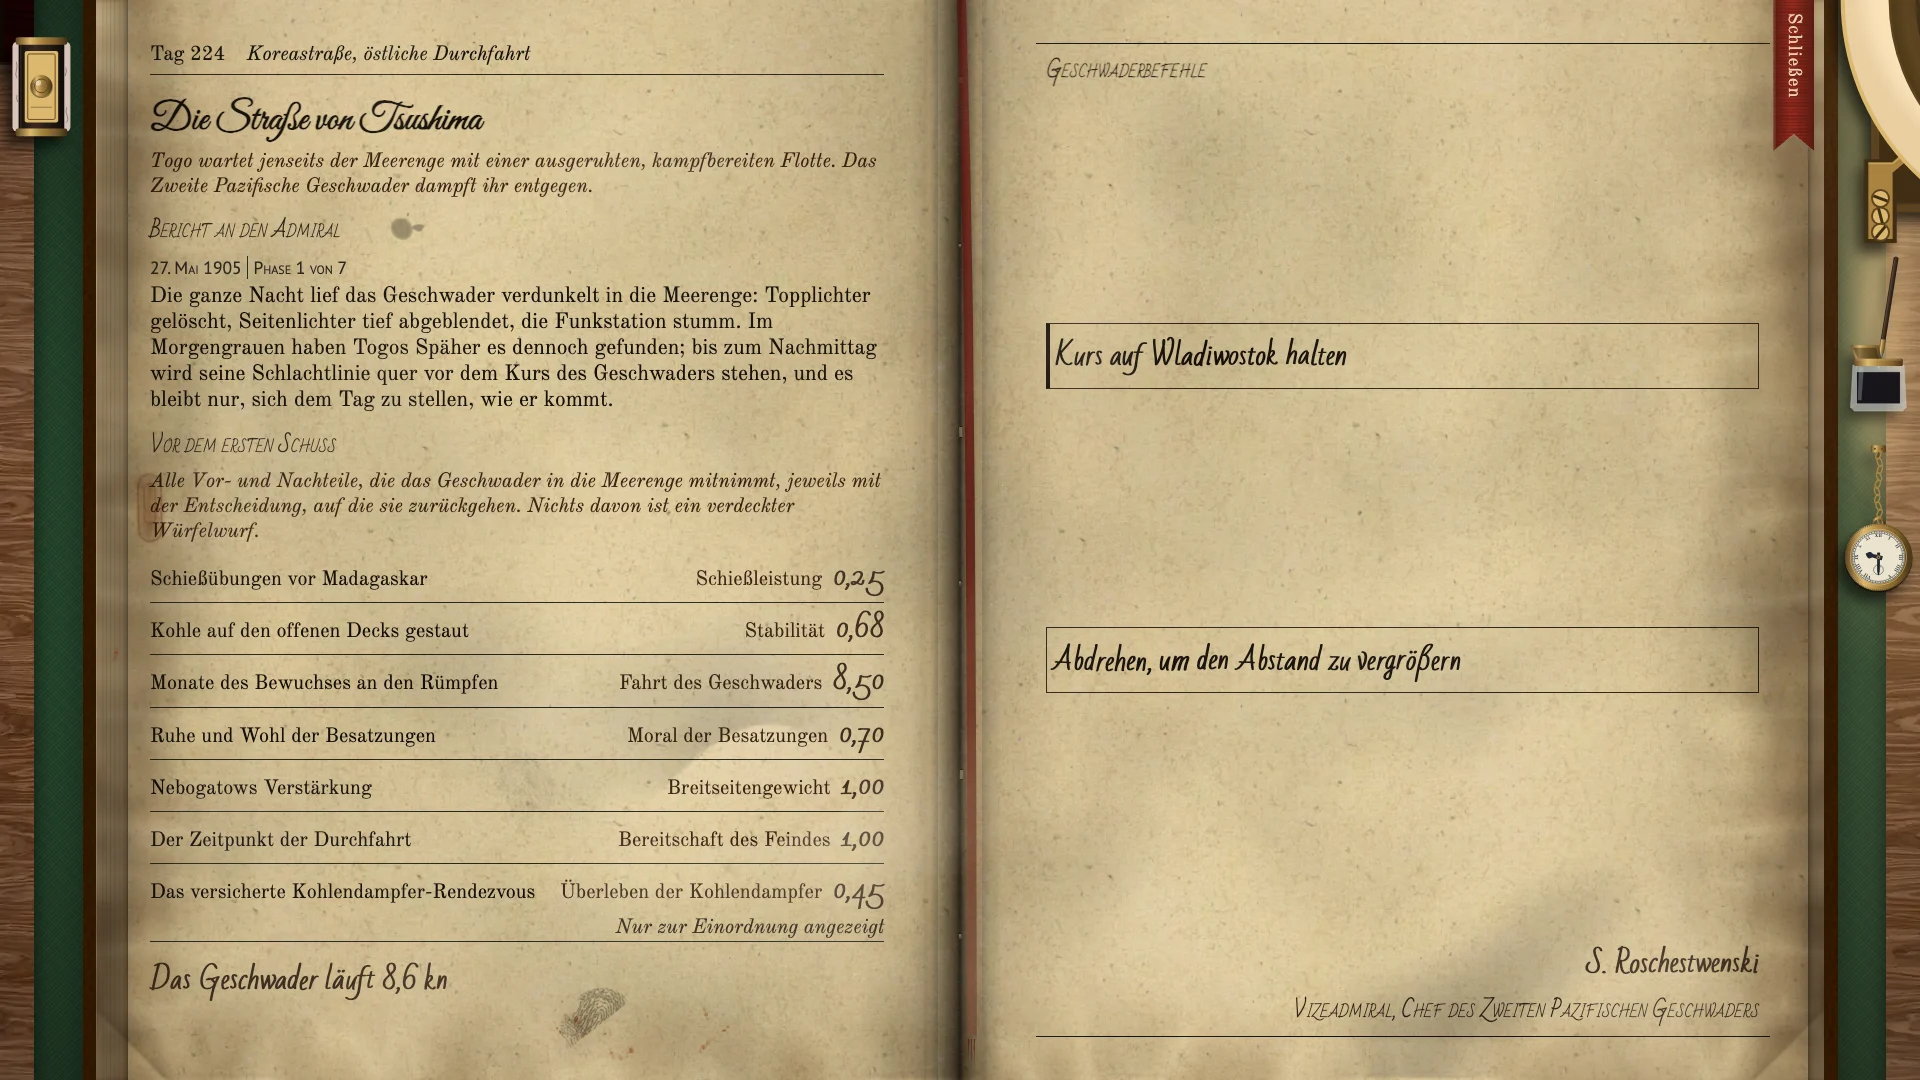 Tag 224 Koreastraße, östliche Durchfahrt
Die Straße von Tsushima
Togo wartet jenseits der Meerenge mit einer ausgeruhten, kampfbereiten Flotte. Das
Zweite Pazifische Geschwader dampft ihr entgegen.
Bericht an den Admiral
27. Mai 1905 | Phase 1 von 7
Die ganze Nacht lief das Geschwader verdunkelt in die Meerenge: Topplichter
gelöscht, Seitenlichter tief abgeblendet, die Funkstation stumm. Im
Morgengrauen haben Togos Späher es dennoch gefunden; bis zum Nachmittag
wird seine Schlachtlinie quer vor dem Kurs des Geschwaders stehen, und es
bleibt nur, sich dem Tag zu stellen, wie er kommt.
Vor dem ersten Schuss
Alle Vor- und Nachteile, die das Geschwader in die Meerenge mitnimmt, jeweils mit
der Entscheidung, auf die sie zurückgehen. Nichts davon ist ein verdeckter
Würfelwurf.
Schießübungen vor Madagaskar Schießleistung 0,25
Kohle auf den offenen Decks gestaut Stabilität 0,68
Monate des Bewuchses an den Rümpfen Fahrt des Geschwaders 8,50
Ruhe und Wohl der Besatzungen Moral der Besatzungen 0,70
Nebogatows Verstärkung Breitseitengewicht 1,00
Der Zeitpunkt der Durchfahrt Bereitschaft des Feindes 1,00
Das versicherte Kohlendampfer-Rendezvous Überleben der Kohlendampfer 0,45
Nur zur Einordnung angezeigt
Das Geschwader läuft 8,6 kn
Geschwaderbefehle
Kurs auf Wladiwostok halten
Abdrehen, um den Abstand zu vergrößern
S. Roschestwenski
Vizeadmiral, Chef des Zweiten Pazifischen Geschwaders
Schließen